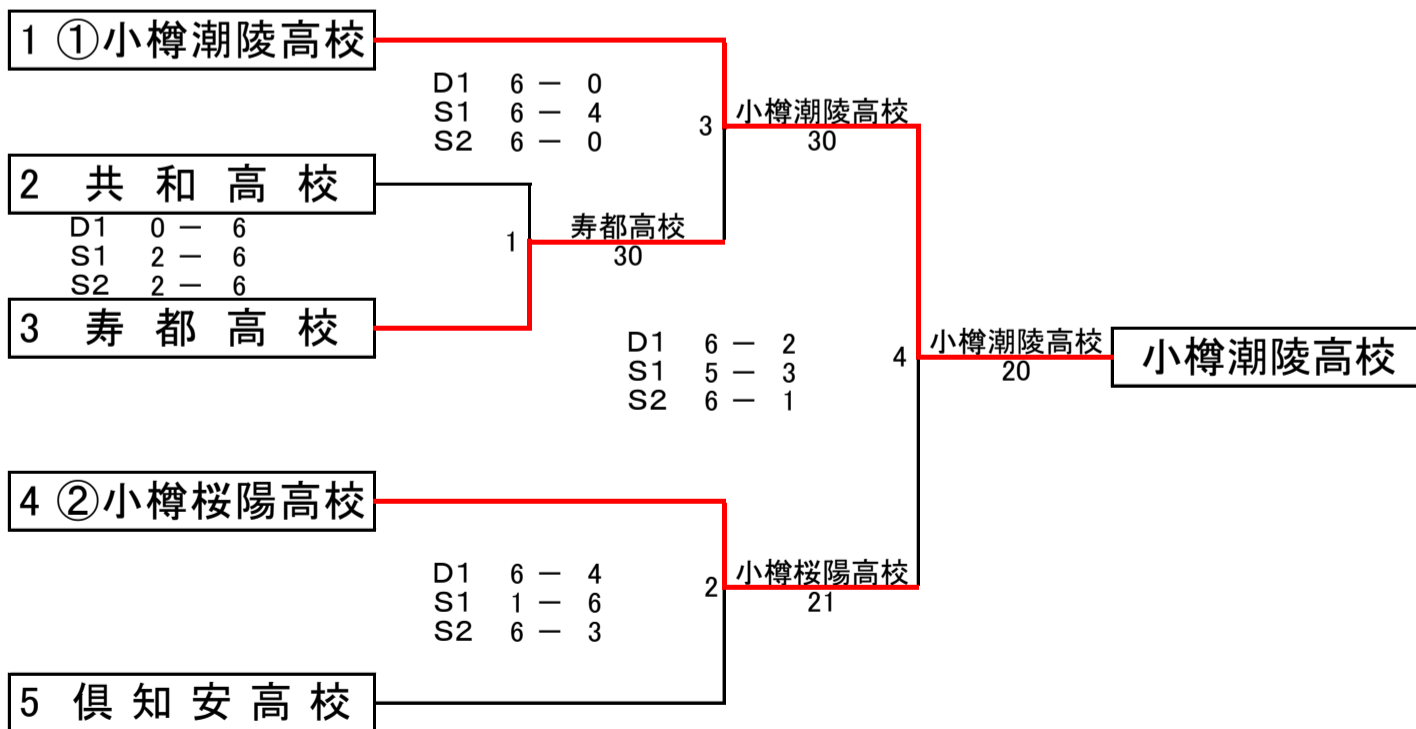 1 ①小樽潮陵高校
D1 6 － 0
S1 6 － 4
S2 6 － 0
3
小樽潮陵高校
30
2 共和高校
D1 0 － 6
S1 2 － 6
S2 2 － 6
1
寿都高校
30
3 寿都高校
D1 6 － 2
S1 5 － 3
S2 6 － 1
4
小樽潮陵高校
20
小樽潮陵高校
4 ②小樽桜陽高校
D1 6 － 4
S1 1 － 6
S2 6 － 3
2
小樽桜陽高校
21
5 倶知安高校